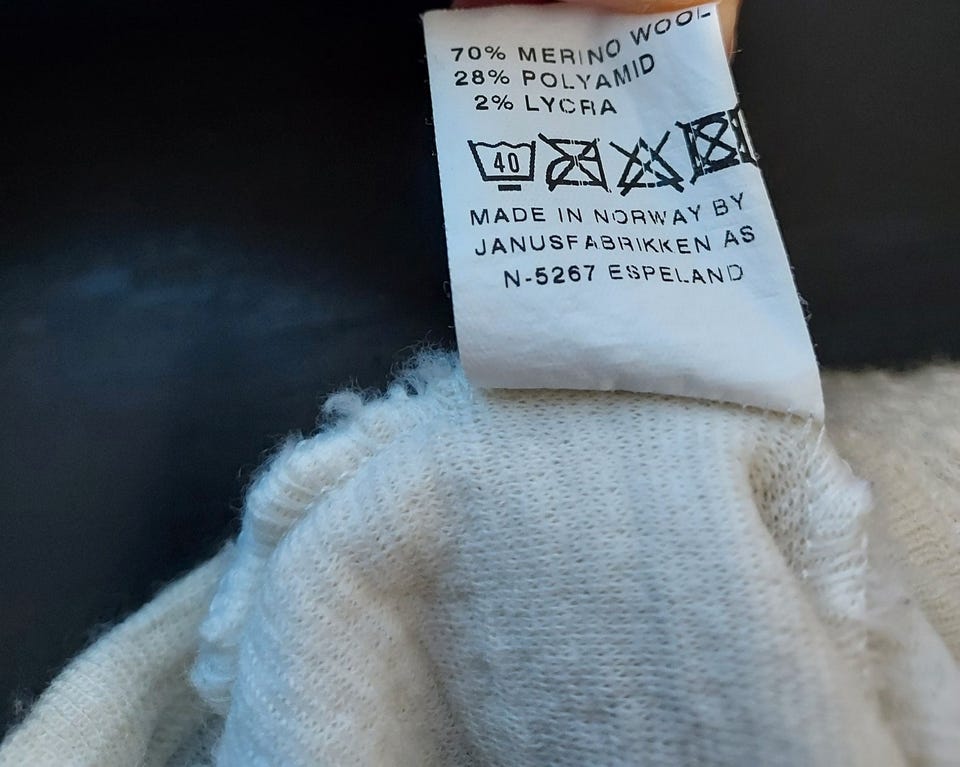 70% MERINO WOOL
28% POLYAMID
2% LYCRA
40
MADE IN NORWAY BY
JANUSFABRIKKEN AS
N-5267 ESPELAND